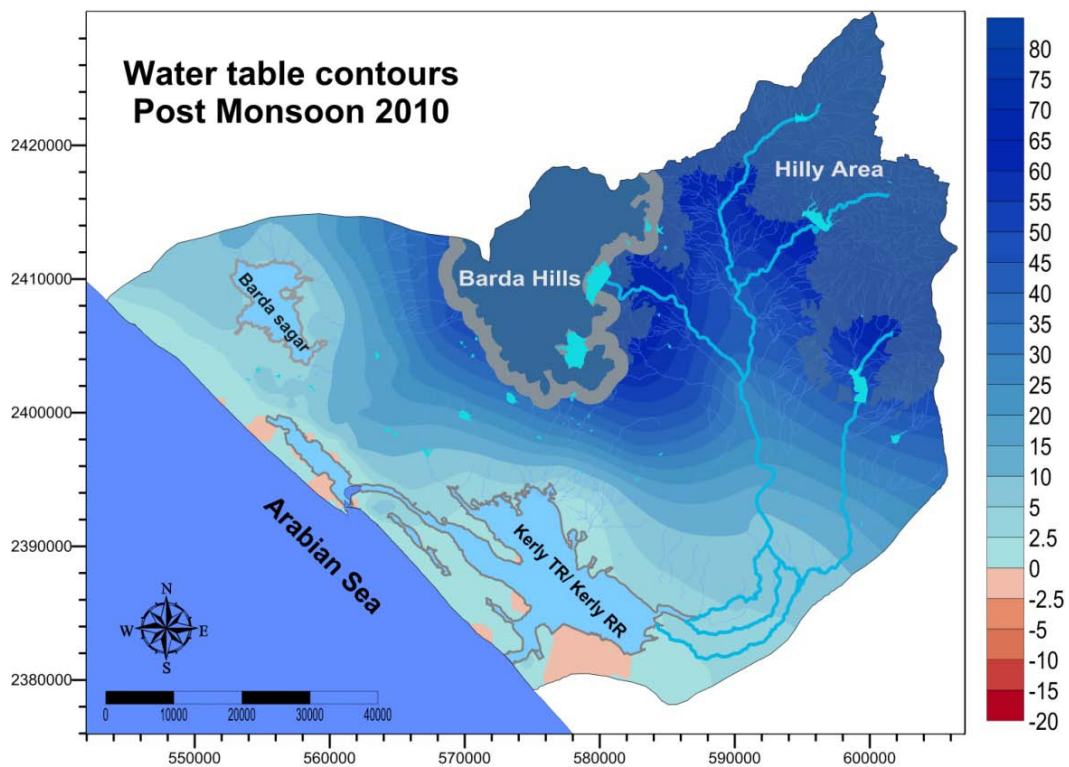 Water table contours
Post Monsoon 2010
Hilly Area
Barda Hills
Barda sagar
Kerly TR/ Kerly RR
Arabian Sea
N
W E
S
0 10000 20000 30000 40000
2420000
2410000
2400000
2390000
2380000
550000 560000 570000 580000 590000 600000
80
75
70
65
60
55
50
45
40
35
30
25
20
15
10
5
2.5
0
-2.5
-5
-10
-15
-20